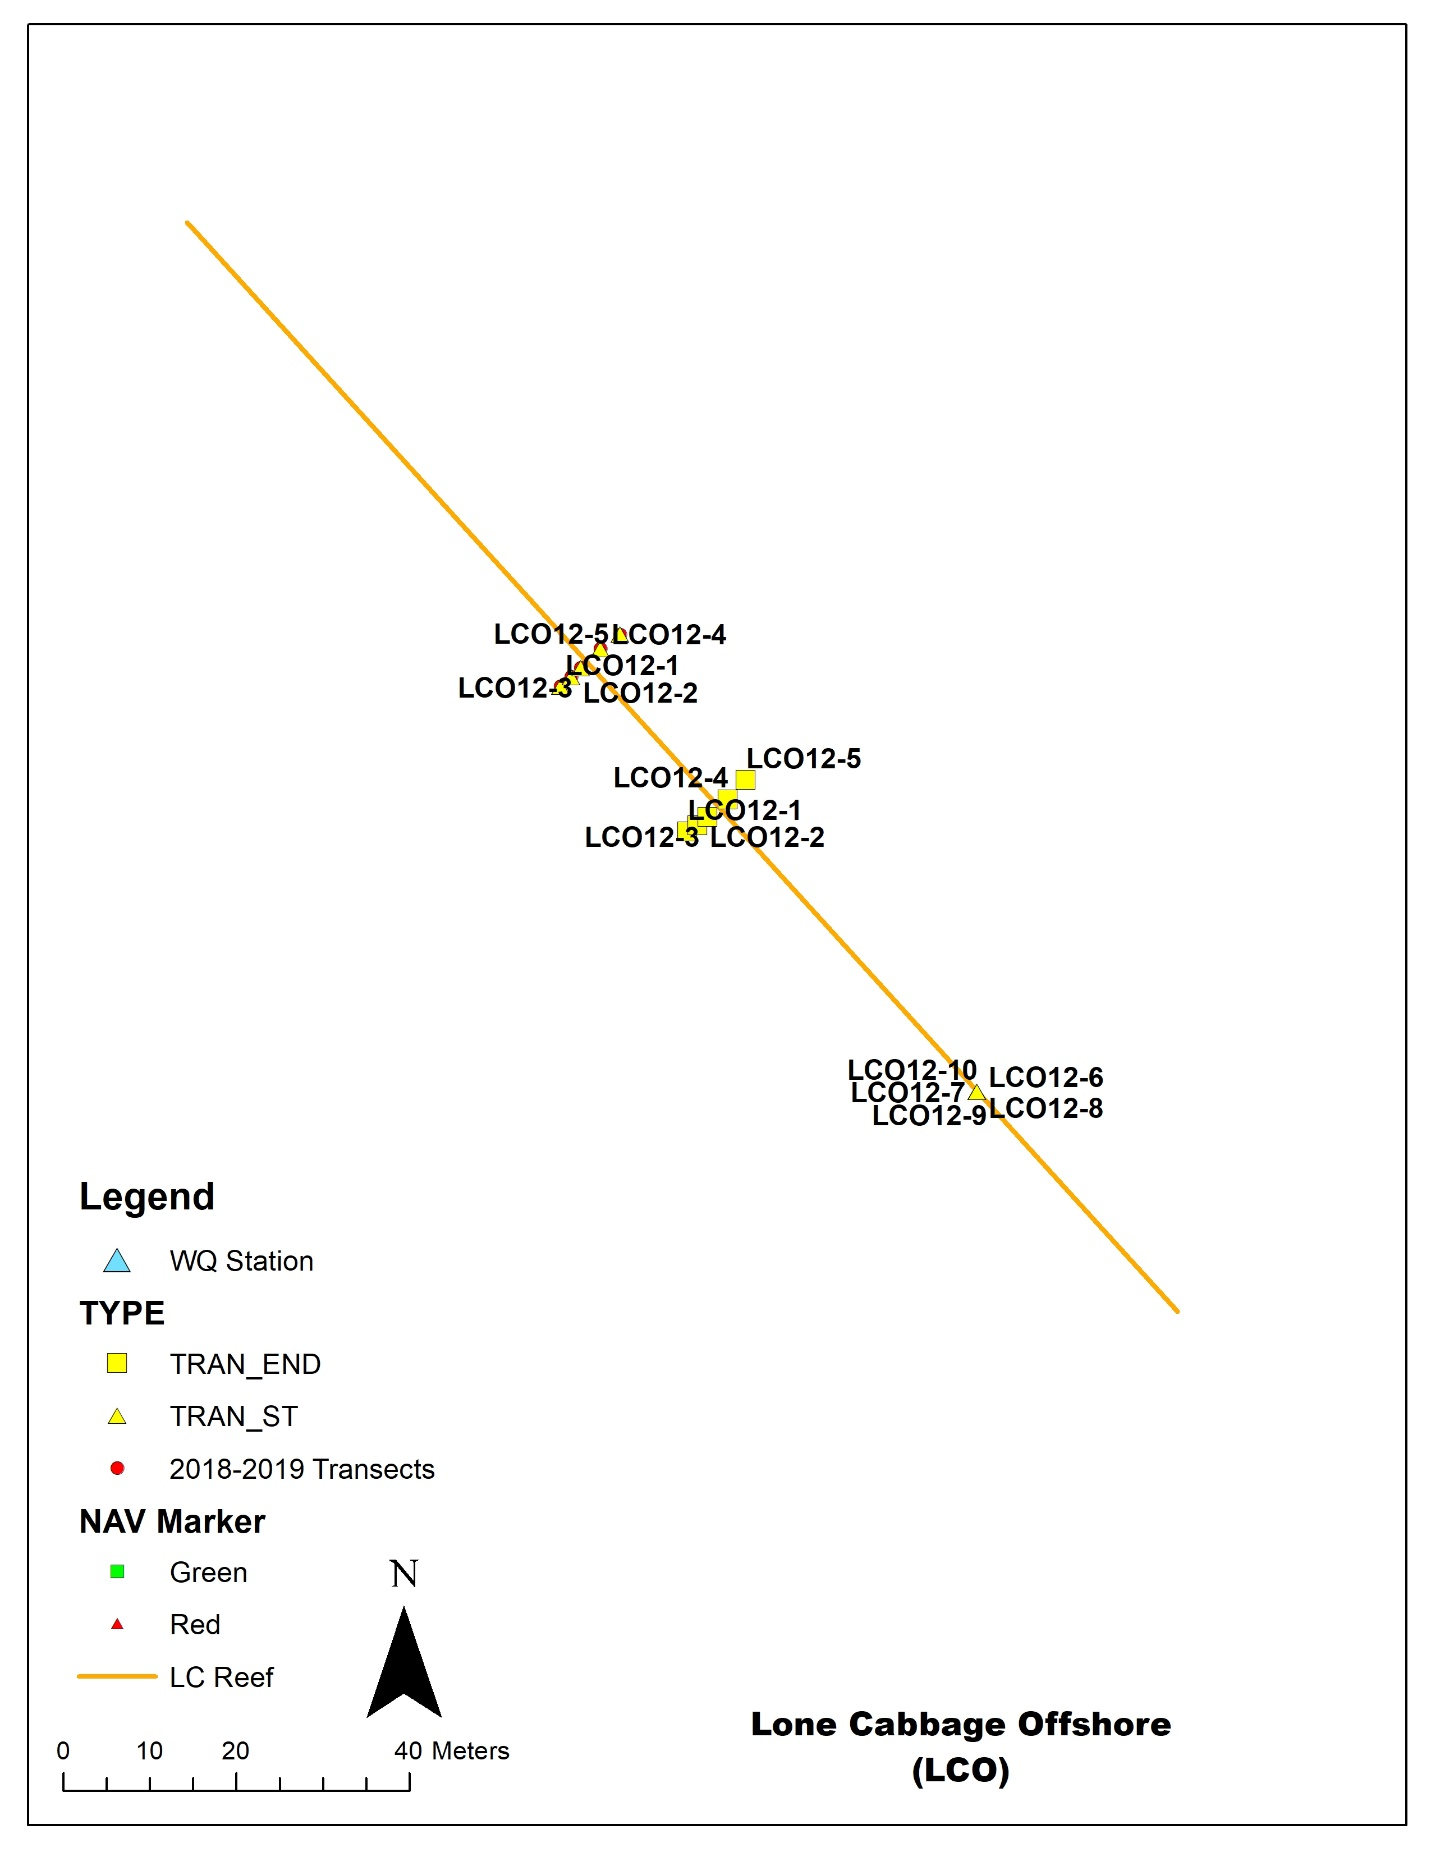 LCO12-5 LCO12-4
LCO12-1
LCO12-3 LCO12-2
LCO12-5
LCO12-4
LCO12-1
LCO12-3 LCO12-2
LCO12-10 LCO12-6
LCO12-7
LCO12-9 LCO12-8
Legend
WQ Station
TYPE
TRAN_END
TRAN_ST
2018-2019 Transects
NAV Marker
Green
Red
LC Reef
N
0 10 20 40 Meters
Lone Cabbage Offshore
(LCO)